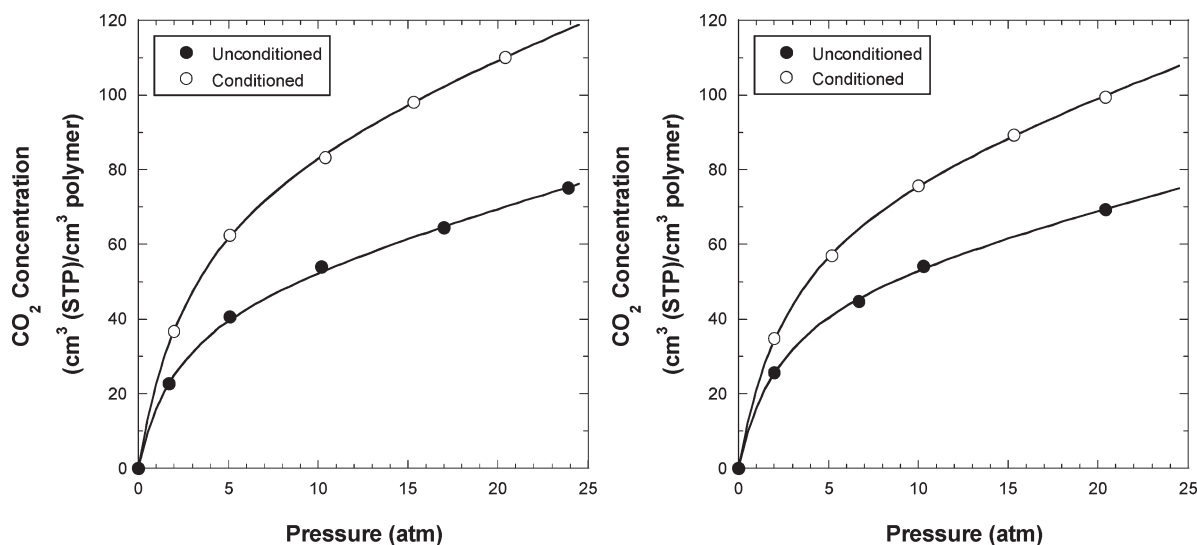 120
100
80
60
40
20
0
0 5 10 15 20 25
Unconditioned
Conditioned
CO2 Concentration
(cm³ (STP)/cm³ polymer)
Pressure (atm)
120
100
80
60
40
20
0
0 5 10 15 20 25
Unconditioned
Conditioned
CO2 Concentration
(cm³ (STP)/cm³ polymer)
Pressure (atm)